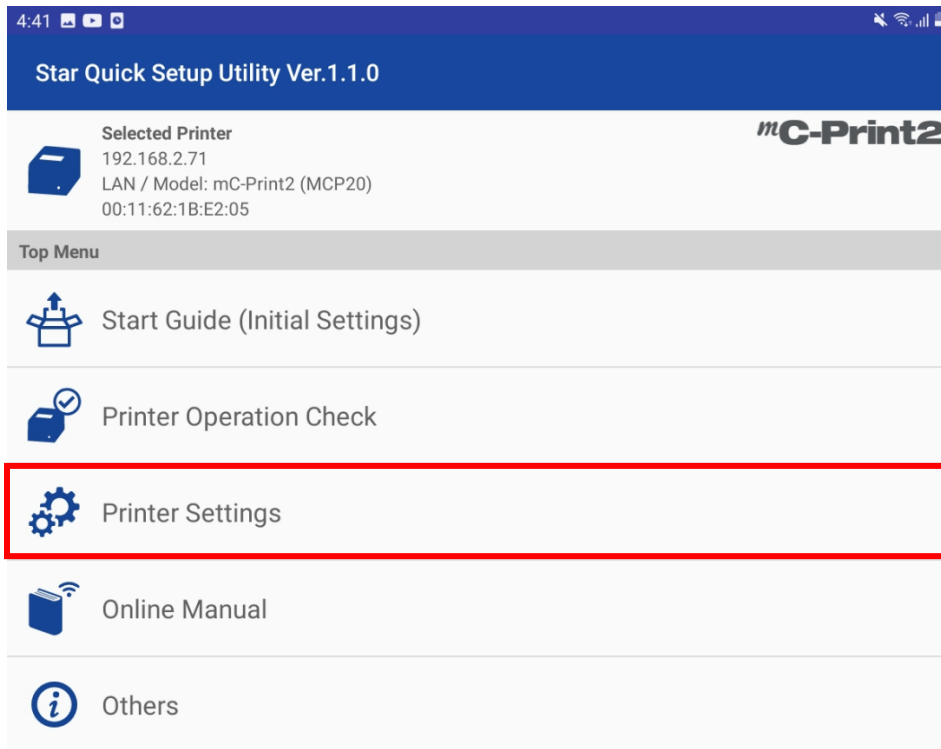 4:41
Star Quick Setup Utility Ver.1.1.0
Selected Printer
192.168.2.71
LAN / Model: mC-Print2 (MCP20)
00:11:62:1B:E2:05
mC-Print2
Top Menu
Start Guide (Initial Settings)
Printer Operation Check
Printer Settings
Online Manual
Others